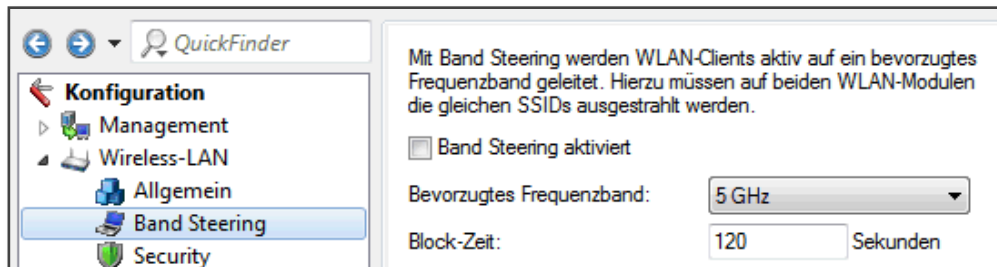 QuickFinder
Konfiguration
Management
Wireless-LAN
Allgemein
Band Steering
Security
Mit Band Steering werden WLAN-Clients aktiv auf ein bevorzugtes
Frequenzband geleitet. Hierzu müssen auf beiden WLAN-Modulen
die gleichen SSIDs ausgestrahlt werden.
Band Steering aktiviert
Bevorzugtes Frequenzband: 5 GHz
Block-Zeit: 120 Sekunden